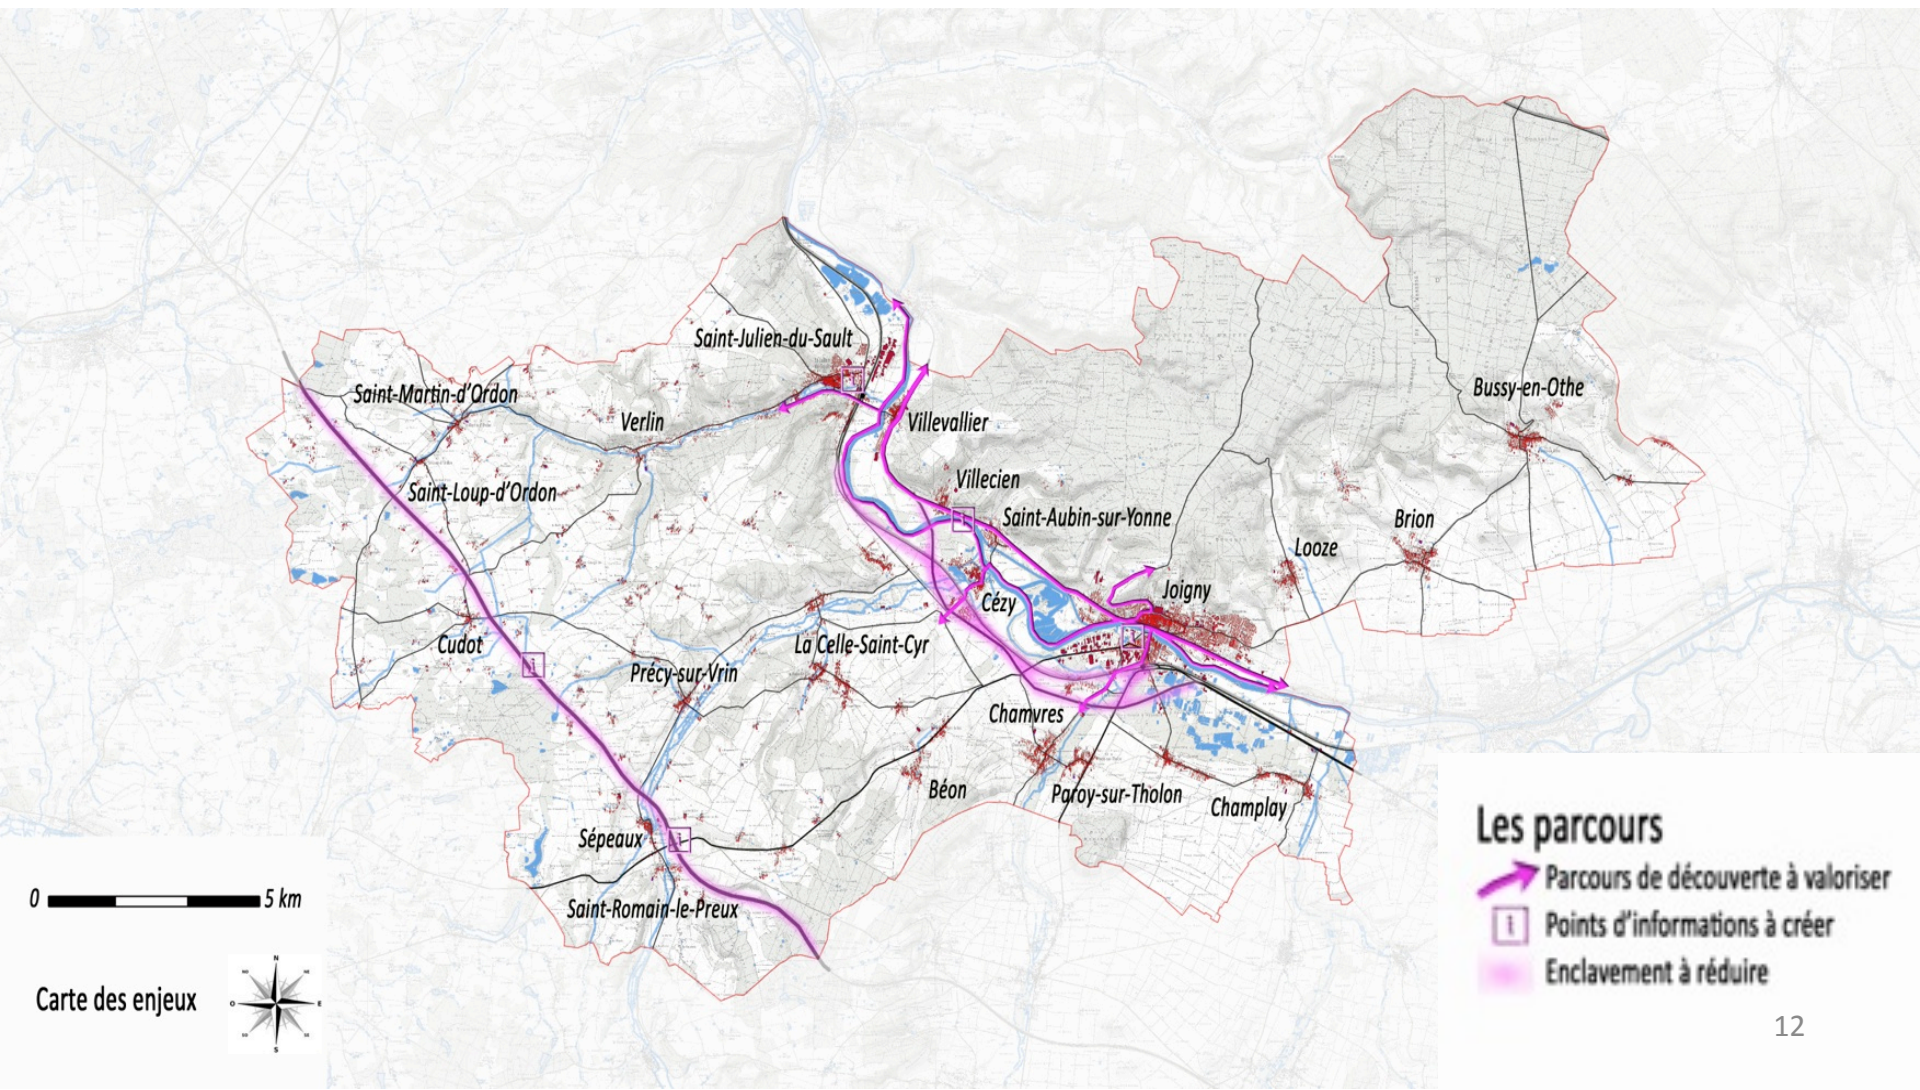 Saint-Julien-du-Sault
Saint-Martin-d'Ordon
Bussy-en-Othe
Verlin
Villevallier
Villecien
Saint-Loup-d'Ordon
Saint-Aubin-sur-Yonne
Brion
Looze
Joigny
Cézy
Cudot
La Celle-Saint-Cyr
Précy-sur-Vrin
Chamvres
Béon
Paroy-sur-Tholon
Champlay
Sépeaux
Saint-Romain-le-Preux
0 5 km
Carte des enjeux
N
O E
S
Les parcours
Parcours de découverte à valoriser
i Points d'informations à créer
Enclavement à réduire
12